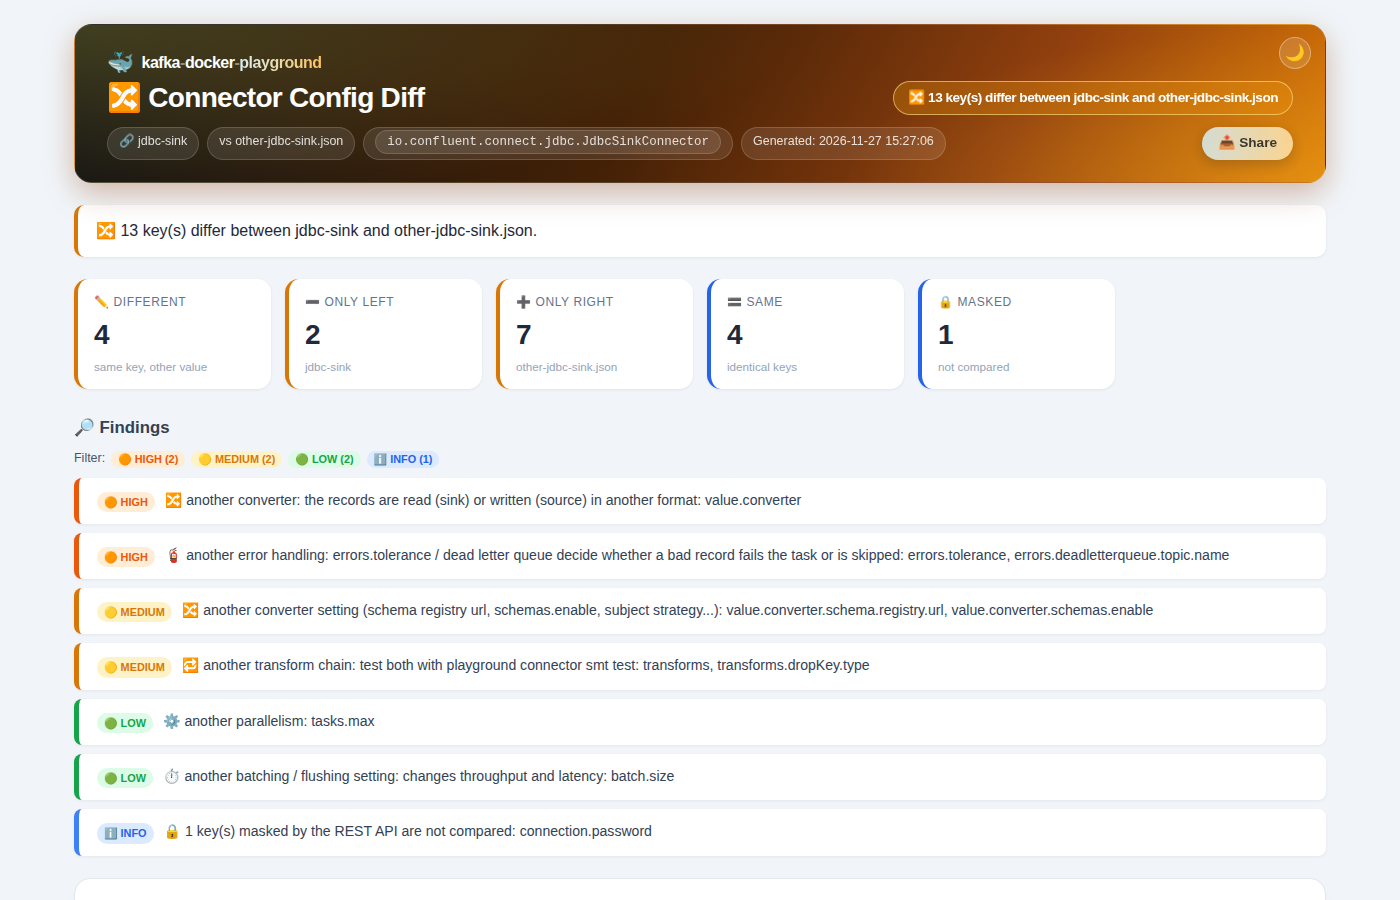 🐳 kafka-docker-playground
🔀 Connector Config Diff
🔀 13 key(s) differ between jdbc-sink and other-jdbc-sink.json
🔗 jdbc-sink
vs other-jdbc-sink.json
io.confluent.connect.jdbc.JdbcSinkConnector
Generated: 2026-11-27 15:27:06
📤 Share
🔀 13 key(s) differ between jdbc-sink and other-jdbc-sink.json.
✏️ DIFFERENT
4
same key, other value
➖ ONLY LEFT
2
jdbc-sink
➕ ONLY RIGHT
7
other-jdbc-sink.json
🟰 SAME
4
identical keys
🔒 MASKED
1
not compared
🔎 Findings
Filter: 🟠 HIGH (2) 🟡 MEDIUM (2) 🟢 LOW (2) ℹ️ INFO (1)
🟠 HIGH 🔀 another converter: the records are read (sink) or written (source) in another format: value.converter
🟠 HIGH 🧯 another error handling: errors.tolerance / dead letter queue decide whether a bad record fails the task or is skipped: errors.tolerance, errors.deadletterqueue.topic.name
🟡 MEDIUM 🔀 another converter setting (schema registry url, schemas.enable, subject strategy...): value.converter.schema.registry.url, value.converter.schemas.enable
🟡 MEDIUM 🔁 another transform chain: test both with playground connector smt test: transforms, transforms.dropKey.type
🟢 LOW ⚙️ another parallelism: tasks.max
🟢 LOW ⏱️ another batching / flushing setting: changes throughput and latency: batch.size
ℹ️ INFO 🔒 1 key(s) masked by the REST API are not compared: connection.password